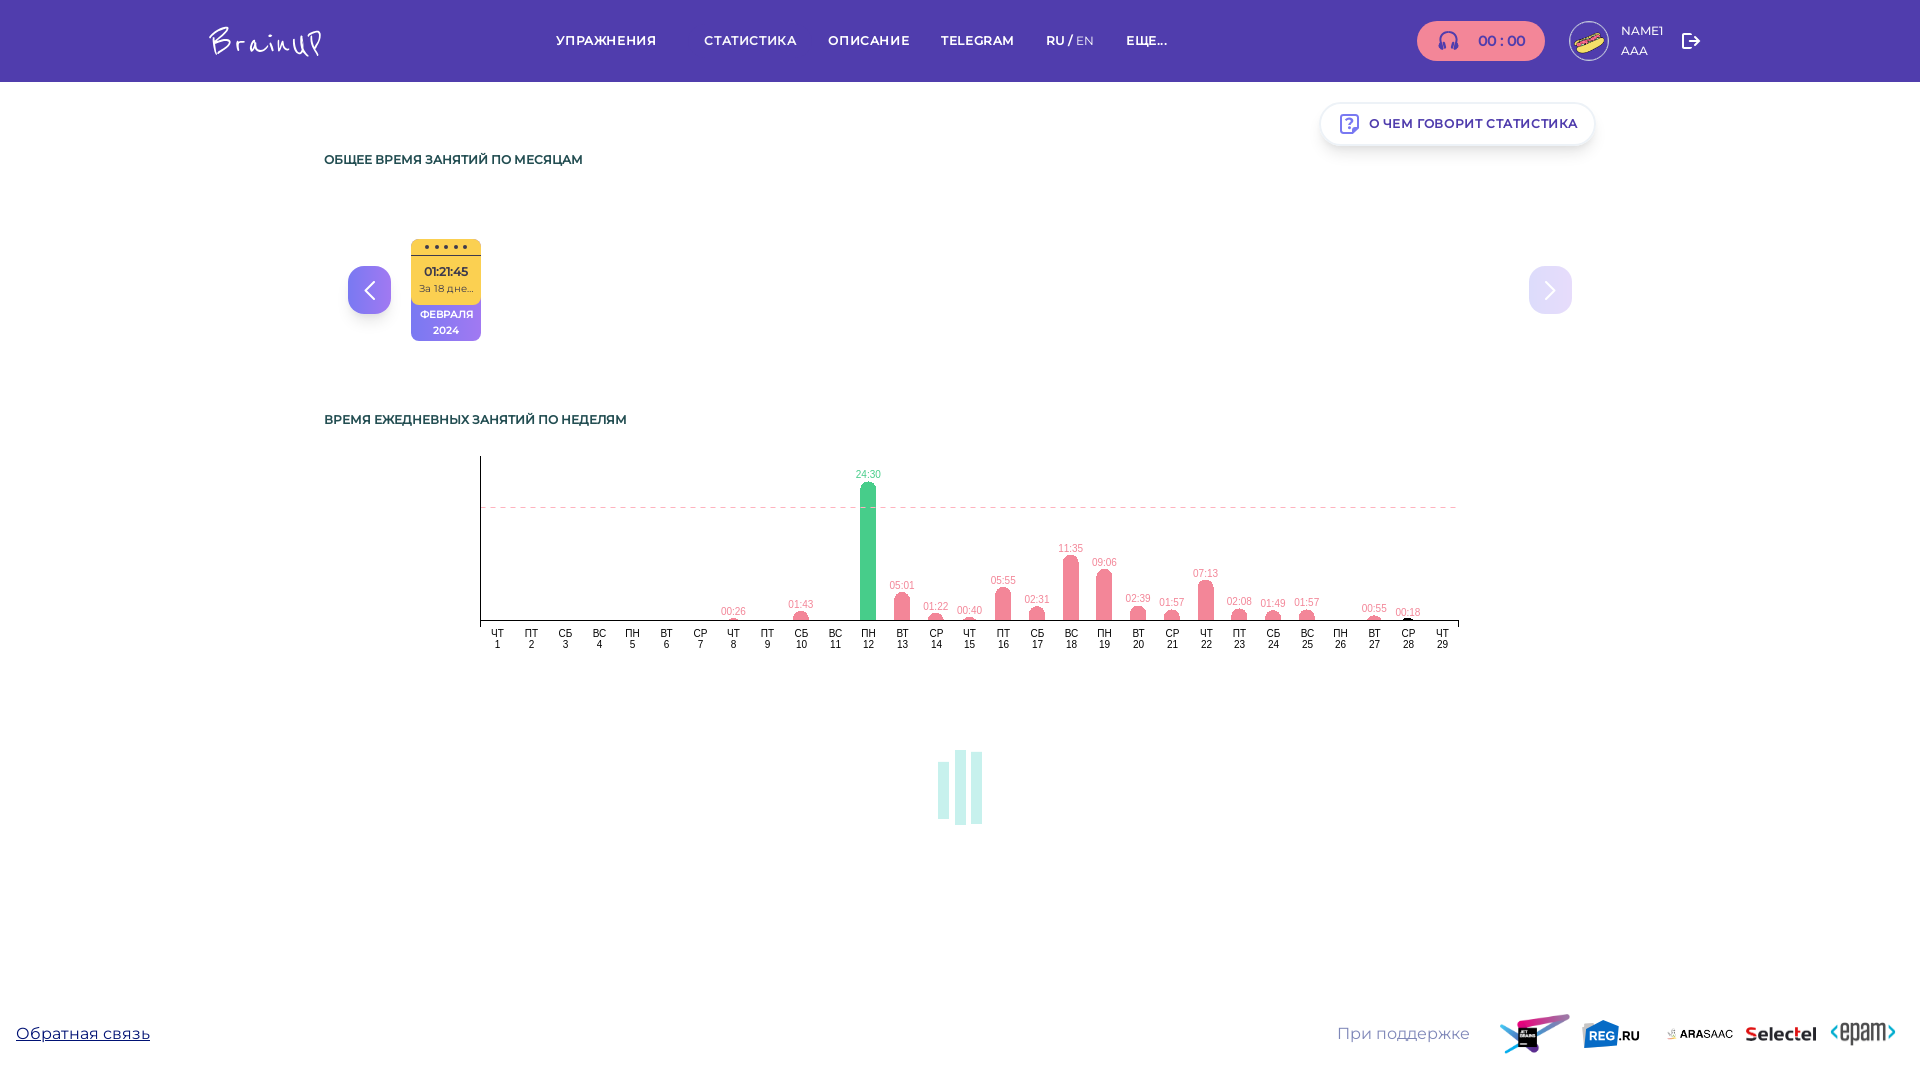 BrainUP
УПРАЖНЕНИЯ СТАТИСТИКА ОПИСАНИЕ TELEGRAM RU / EN ЕЩЕ...
00 : 00
NAME1
AAA
О ЧЕМ ГОВОРИТ СТАТИСТИКА
ОБЩЕЕ ВРЕМЯ ЗАНЯТИЙ ПО МЕСЯЦАМ
01:21:45
За 18 дне...
ФЕВРАЛЯ
2024
ВРЕМЯ ЕЖЕДНЕВНЫХ ЗАНЯТИЙ ПО НЕДЕЛЯМ
00:26 01:43 24:30 05:01 01:22 00:40 05:55 02:31 11:35 09:06 02:39 01:57 07:13 02:08 01:49 01:57 00:55 00:18
ЧТ ПТ СБ ВС ПН ВТ СР ЧТ ПТ СБ ВС ПН ВТ СР ЧТ ПТ СБ ВС ПН ВТ СР ЧТ ПТ СБ ВС ПН ВТ СР ЧТ
1 2 3 4 5 6 7 8 9 10 11 12 13 14 15 16 17 18 19 20 21 22 23 24 25 26 27 28 29
Обратная связь
При поддержке
JET
BRAINS
REG.RU
ARASAAC
Selectel
<epam>